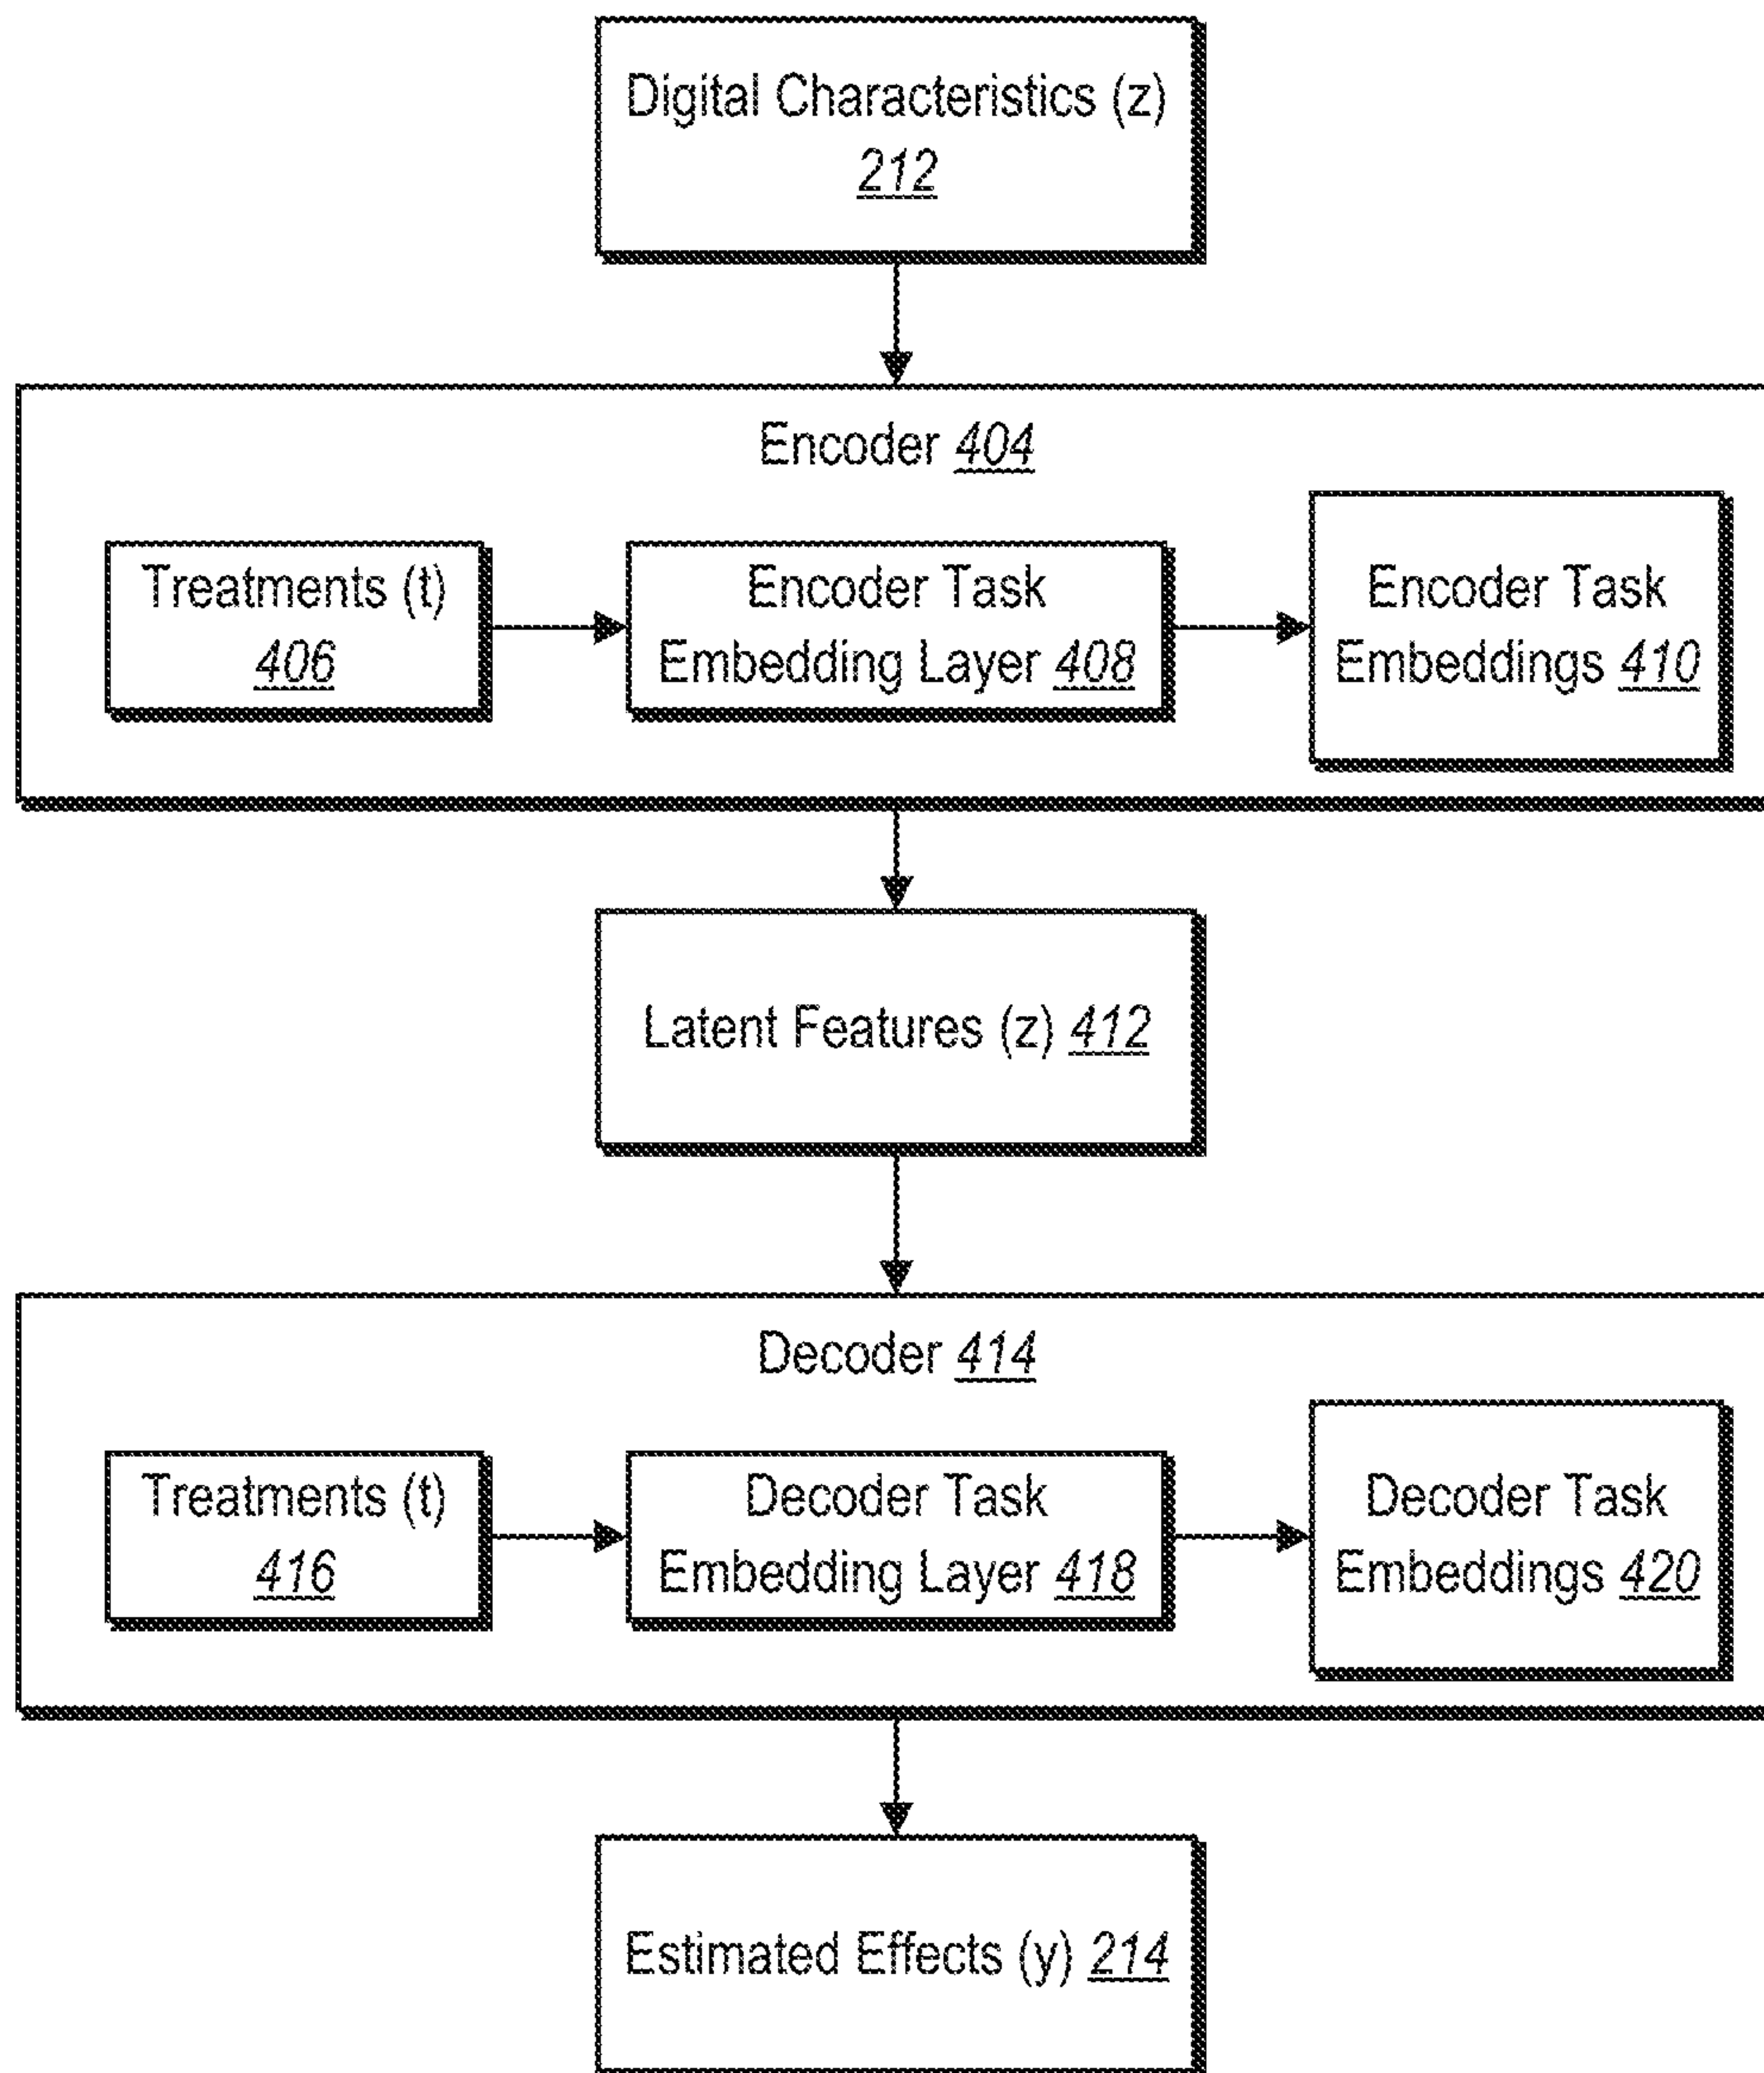 Digital Characteristics (z)
212
Encoder 404
Treatments (t)
406
Encoder Task
Embedding Layer 408
Encoder Task
Embeddings 410
Latent Features (z) 412
Decoder 414
Treatments (t)
416
Decoder Task
Embedding Layer 418
Decoder Task
Embeddings 420
Estimated Effects (y) 214